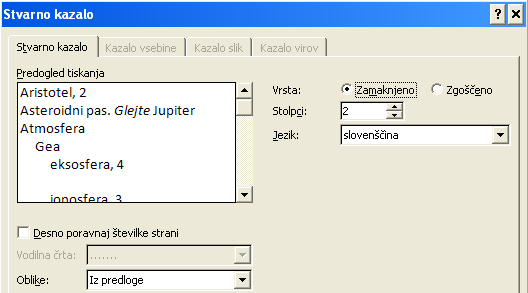 Stvarno kazalo
Stvarno kazalo
Kazalo vsebine
Kazalo slik
Kazalo virov
Predogled tiskanja
Aristotel, 2
Asteroidni pas. Glejte Jupiter
Atmosfera
Gea
eksosfera, 4
ionosfera, 3
Vrsta:
Zamaknjeno
Zgoščeno
Stolpci:
2
Jezik:
slovenščina
Desno poravnaj številke strani
Vodilna črta:
.......
Oblike:
Iz predloge